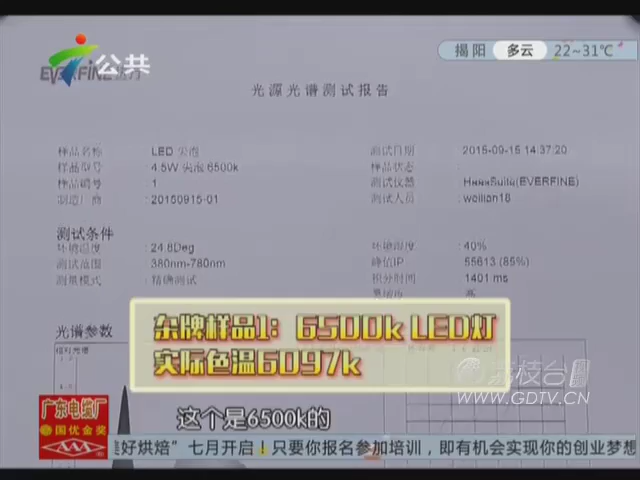 公共
揭阳 多云 22~31℃
EVERFINE
光源光谱测试报告
样品名称 LED 尖泡
样品型号 : 4.5W 尖泡 6500k
样品编号 : 1
制造厂商 : 20150915-01
测试日期 2015-09-15 14:37:20
样品状态 :
测试仪器 (EVERFINE)
测试人员 : weilian18
测试条件
环境温度 : 24.8Deg
测试范围 : 380nm-780nm
测量模式 : 精确测试
环境湿度 : 40%
峰值IP : 55613 (85%)
积分时间 : 1401 ms
光谱参数
杂牌样品1：6500k LED灯
实际色温6097k
荔枝台
WWW.GDTV.CN
这个是6500k的
广东电缆厂
国优金奖
美好烘焙”七月开启！只要你报名参加培训，即有机会实现你的创业梦想